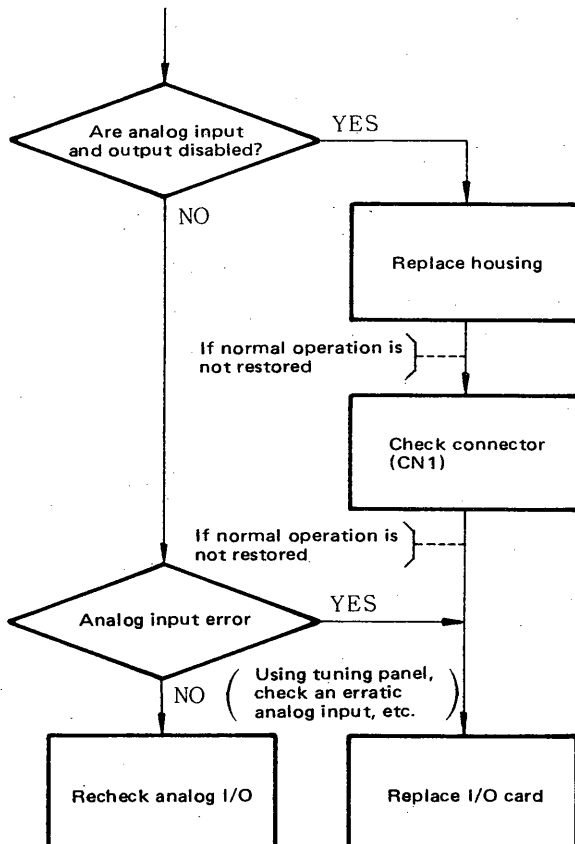 Are analog input
and output disabled?
YES
NO
Replace housing
If normal operation is
not restored
Check connector
(CN1)
If normal operation is
not restored
Analog input error
YES
NO
(Using tuning panel,
check an erratic
analog input, etc.)
Recheck analog I/O
Replace I/O card